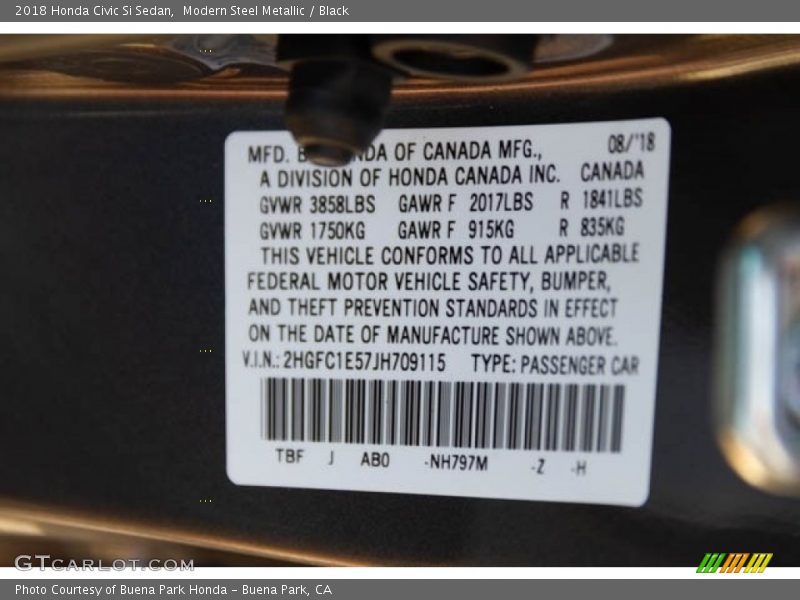 2018 Honda Civic Si Sedan, Modern Steel Metallic / Black
MFD. OF CANADA MFG., 08/'18
A DIVISION OF HONDA CANADA INC. CANADA
GVWR 3858LBS GAWR F 2017LBS R 1841LBS
GVWR 1750KG GAWR F 915KG R 835KG
THIS VEHICLE CONFORMS TO ALL APPLICABLE
FEDERAL MOTOR VEHICLE SAFETY, BUMPER,
AND THEFT PREVENTION STANDARDS IN EFFECT
ON THE DATE OF MANUFACTURE SHOWN ABOVE.
V.I.N.: 2HGFC1E57JH709115 TYPE: PASSENGER CAR
TBF J AB0 -NH797M -Z -H
GTCARLOT.COM
Photo Courtesy of Buena Park Honda – Buena Park, CA